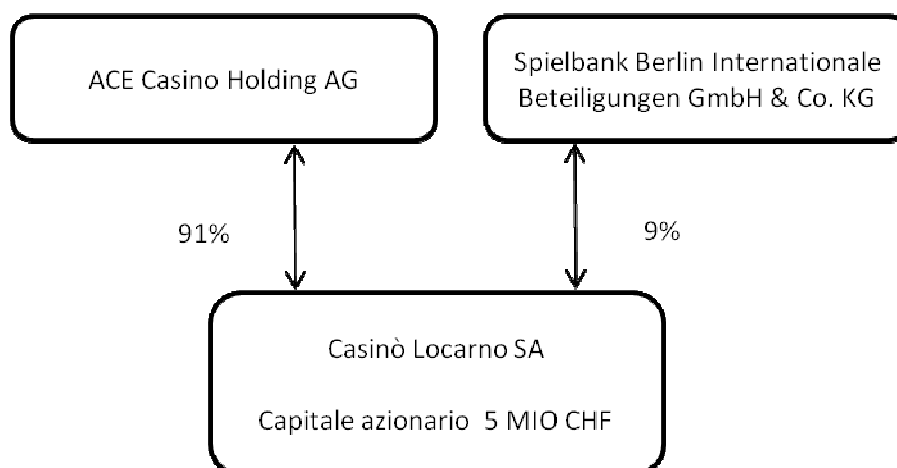 ACE Casino Holding AG
Spielbank Berlin Internationale
Beteiligungen GmbH & Co. KG
91%
9%
Casinò Locarno SA
Capitale azionario 5 MIO CHF